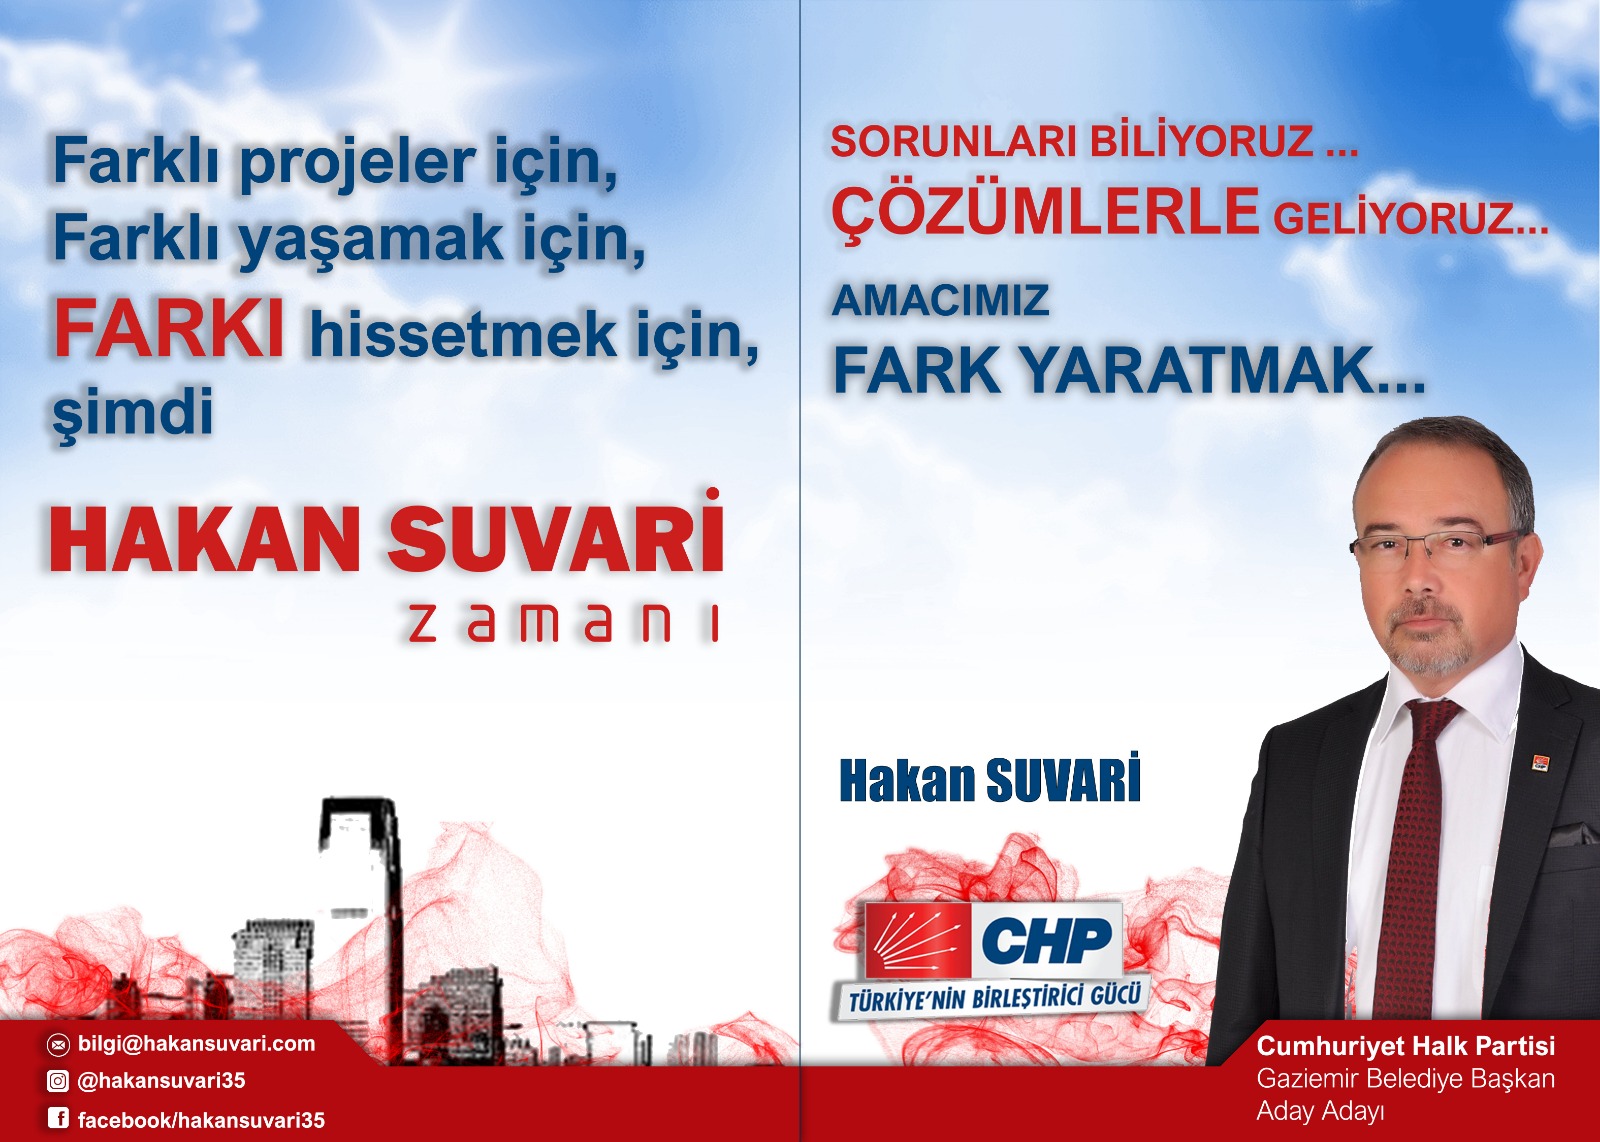 Farklı projeler için,
Farklı yaşamak için,
FARKI hissetmek için,
şimdi
HAKAN SUVARİ
zamanı
bilgi@hakansuvari.com
@hakansuvari35
facebook/hakansuvari35
SORUNLARI BİLİYORUZ ...
ÇÖZÜMLERLE GELİYORUZ...
AMACIMIZ
FARK YARATMAK...
Hakan SUVARİ
CHP
TÜRKİYE'NİN BİRLEŞTİRİCİ GÜCÜ
CHP
Cumhuriyet Halk Partisi
Gaziemir Belediye Başkan
Aday Adayı